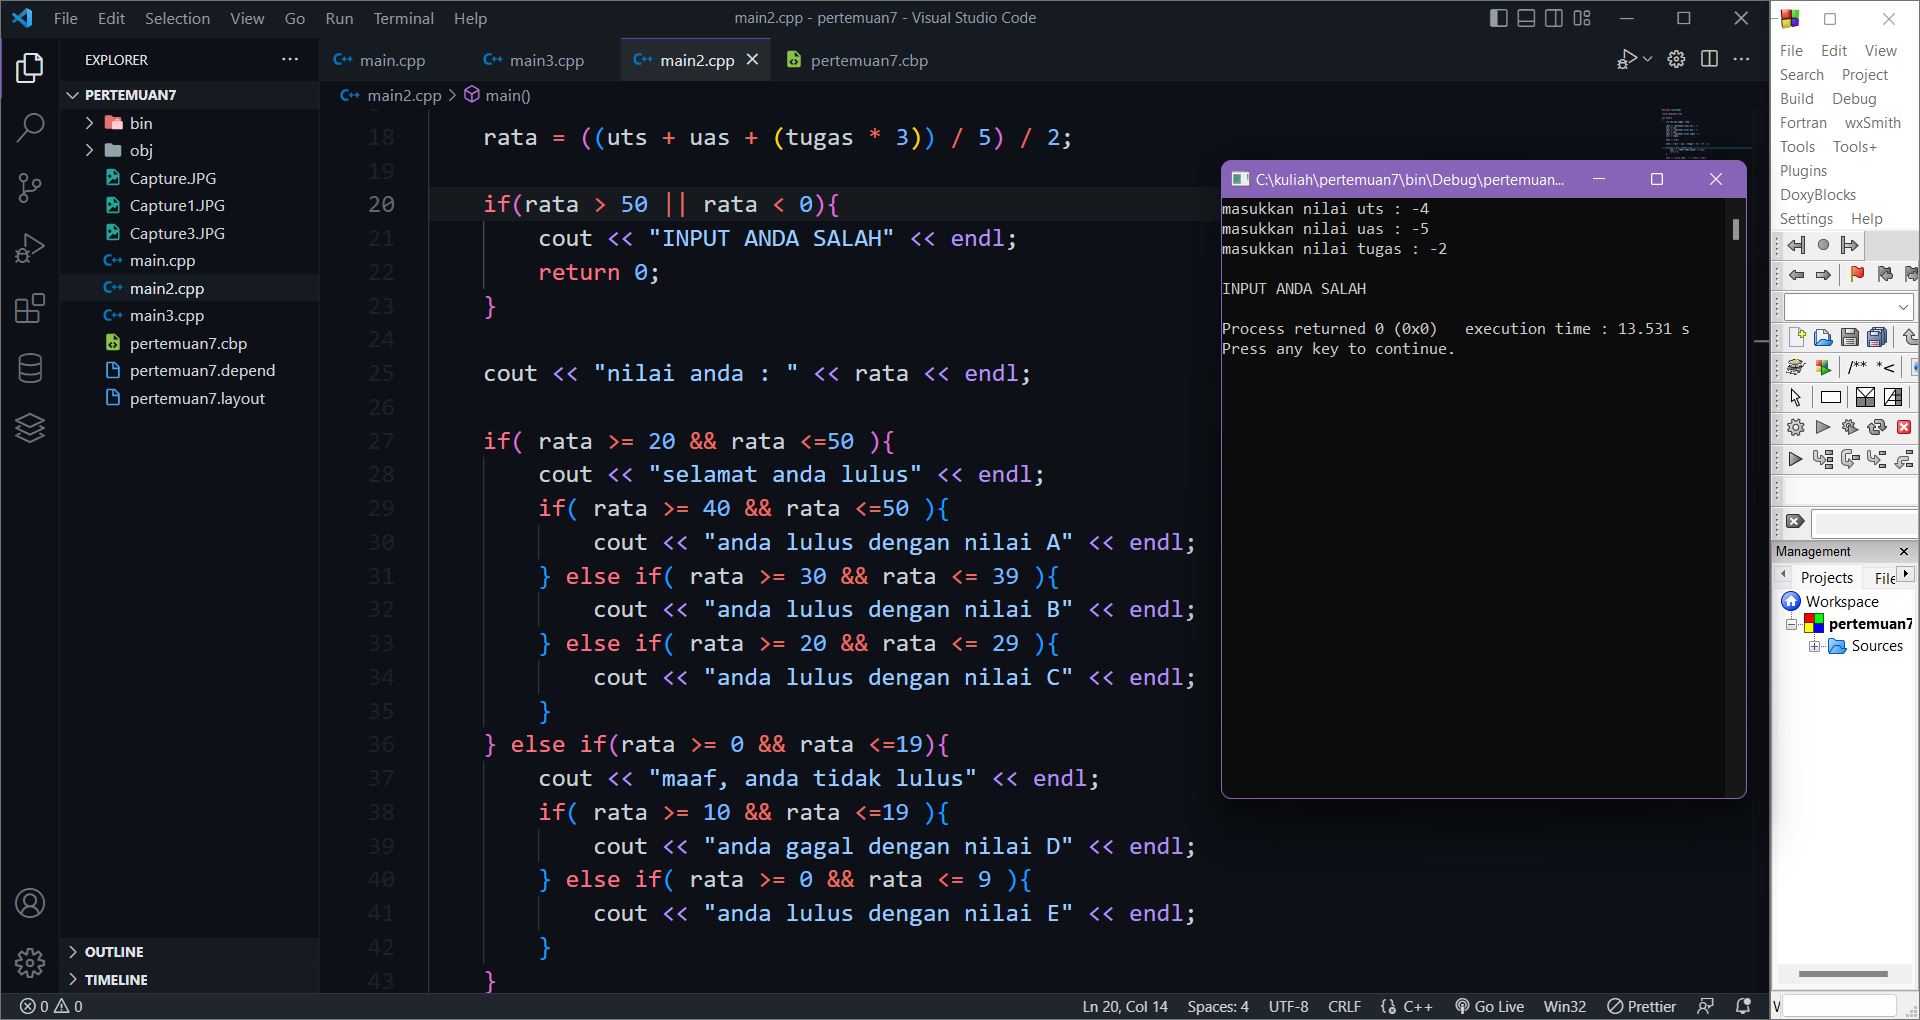 File Edit Selection View Go Run Terminal Help
main2.cpp - pertemuan7 - Visual Studio Code
EXPLORER
PERTEMUAN7
bin
obj
Capture.JPG
Capture1.JPG
Capture3.JPG
main.cpp
main2.cpp
main3.cpp
pertemuan7.cbp
pertemuan7.depend
pertemuan7.layout
OUTLINE
TIMELINE
main.cpp main3.cpp main2.cpp pertemuan7.cbp
main2.cpp > main()
18 rata = ((uts + uas + (tugas * 3)) / 5) / 2;
19
20 if(rata > 50 || rata < 0){
21 cout << "INPUT ANDA SALAH" << endl;
22 return 0;
23 }
24
25 cout << "nilai anda : " << rata << endl;
26
27 if( rata >= 20 && rata <=50 ){
28 cout << "selamat anda lulus" << endl;
29 if( rata >= 40 && rata <=50 ){
30 cout << "anda lulus dengan nilai A" << endl;
31 } else if( rata >= 30 && rata <= 39 ){
32 cout << "anda lulus dengan nilai B" << endl;
33 } else if( rata >= 20 && rata <= 29 ){
34 cout << "anda lulus dengan nilai C" << endl;
35 }
36 } else if(rata >= 0 && rata <=19){
37 cout << "maaf, anda tidak lulus" << endl;
38 if( rata >= 10 && rata <=19 ){
39 cout << "anda gagal dengan nilai D" << endl;
40 } else if( rata >= 0 && rata <= 9 ){
41 cout << "anda lulus dengan nilai E" << endl;
42 }
43 }
C:\kuliah\pertemuan7\bin\Debug\pertemuan...
masukkan nilai uts : -4
masukkan nilai uas : -5
masukkan nilai tugas : -2
INPUT ANDA SALAH
Process returned 0 (0x0) execution time : 13.531 s
Press any key to continue.
File Edit View
Search Project
Build Debug
Fortran wxSmith
Tools Tools+
Plugins
DoxyBlocks
Settings Help
/** *<
Management
Projects File
Workspace
pertemuan7
Sources
0 0
Ln 20, Col 14 Spaces: 4 UTF-8 CRLF {} C++ Go Live Win32 Prettier